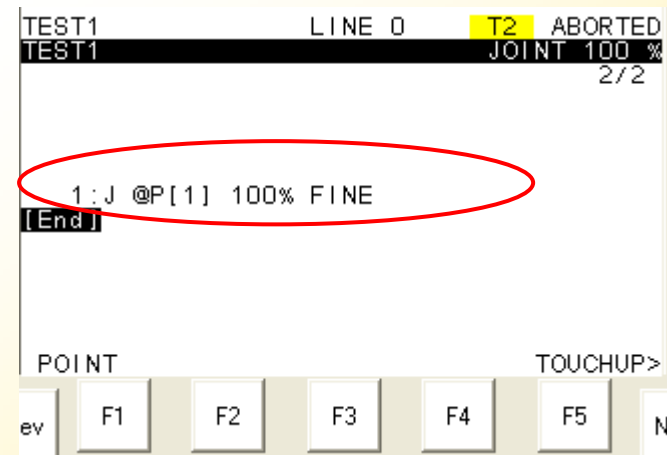 TEST1 LINE 0 T2 ABORTED
TEST1 JOINT 100 %
2/2
1:J @P[1] 100% FINE
[End]
POINT TOUCHUP>
ev F1 F2 F3 F4 F5 N